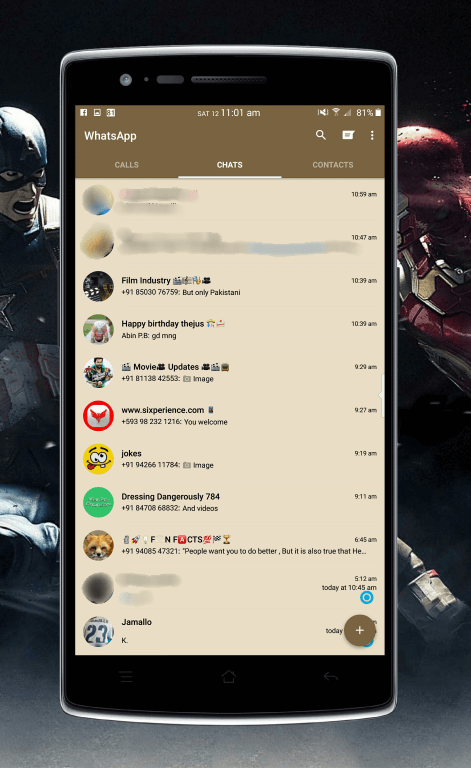 SAT 12 11:01 am 81%
WhatsApp
CALLS CHATS CONTACTS
10:59 am
10:47 am
Film Industry 10:39 am
+91 85030 76759: But only Pakistani
Happy birthday thejus 10:39 am
Abin P.B: gd mng
Movie Updates 9:29 am
+91 81138 42553: Image
www.sixperience.com 9:27 am
+593 98 232 1216: You welcome
jokes 9:19 am
+91 94266 11784: Image
Dressing Dangerously 784 9:11 am
+91 84708 68832: And videos
F N F🅰CTS💯 6:45 am
+91 94085 47321: "People want you to do better , But it is also true that He...
5:12 am
today at 10:45 am
Jamallo
today
K.
23